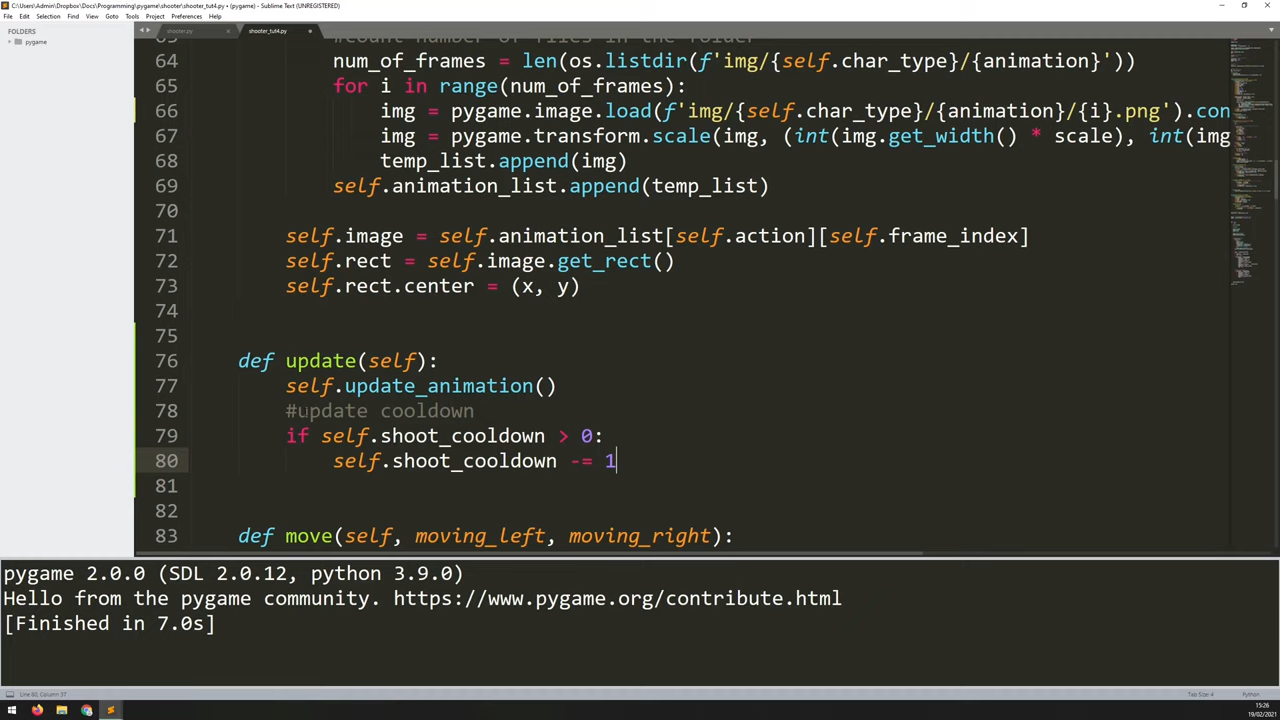 C:\Users\Admin\Dropbox\Docs\Programming\pygame\shooter\shooter_tut4.py • (pygame) - Sublime Text (UNREGISTERED)
File Edit Selection Find View Goto Tools Project Preferences Help
FOLDERS
pygame
shooter.py
shooter_tut4.py
63 #count number of files in the folder
64 num_of_frames = len(os.listdir(f'img/{self.char_type}/{animation}'))
65 for i in range(num_of_frames):
66 img = pygame.image.load(f'img/{self.char_type}/{animation}/{i}.png').con
67 img = pygame.transform.scale(img, (int(img.get_width() * scale), int(img
68 temp_list.append(img)
69 self.animation_list.append(temp_list)
70
71 self.image = self.animation_list[self.action][self.frame_index]
72 self.rect = self.image.get_rect()
73 self.rect.center = (x, y)
74
75
76 def update(self):
77 self.update_animation()
78 #update cooldown
79 if self.shoot_cooldown > 0:
80 self.shoot_cooldown -= 1
81
82
83 def move(self, moving_left, moving_right):
pygame 2.0.0 (SDL 2.0.12, python 3.9.0)
Hello from the pygame community. https://www.pygame.org/contribute.html
[Finished in 7.0s]
Line 80, Column 37
Tab Size: 4
Python
15:26
19/02/2021